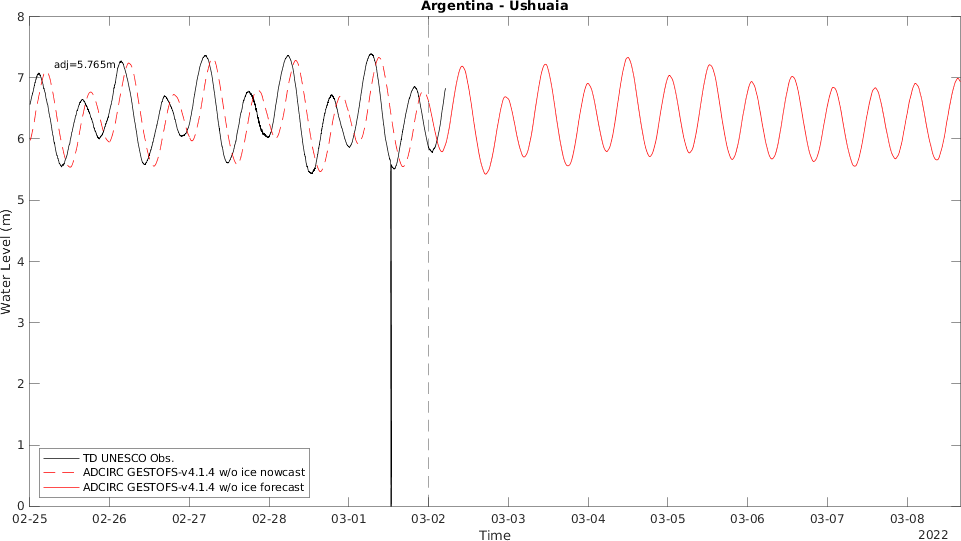 Argentina - Ushuaia
8
7
6
5
4
3
2
1
0
Water Level (m)
adj=5.765m
TD UNESCO Obs.
ADCIRC GESTOFS-v4.1.4 w/o ice nowcast
ADCIRC GESTOFS-v4.1.4 w/o ice forecast
02-25 02-26 02-27 02-28 03-01 03-02 03-03 03-04 03-05 03-06 03-07 03-08
Time
2022